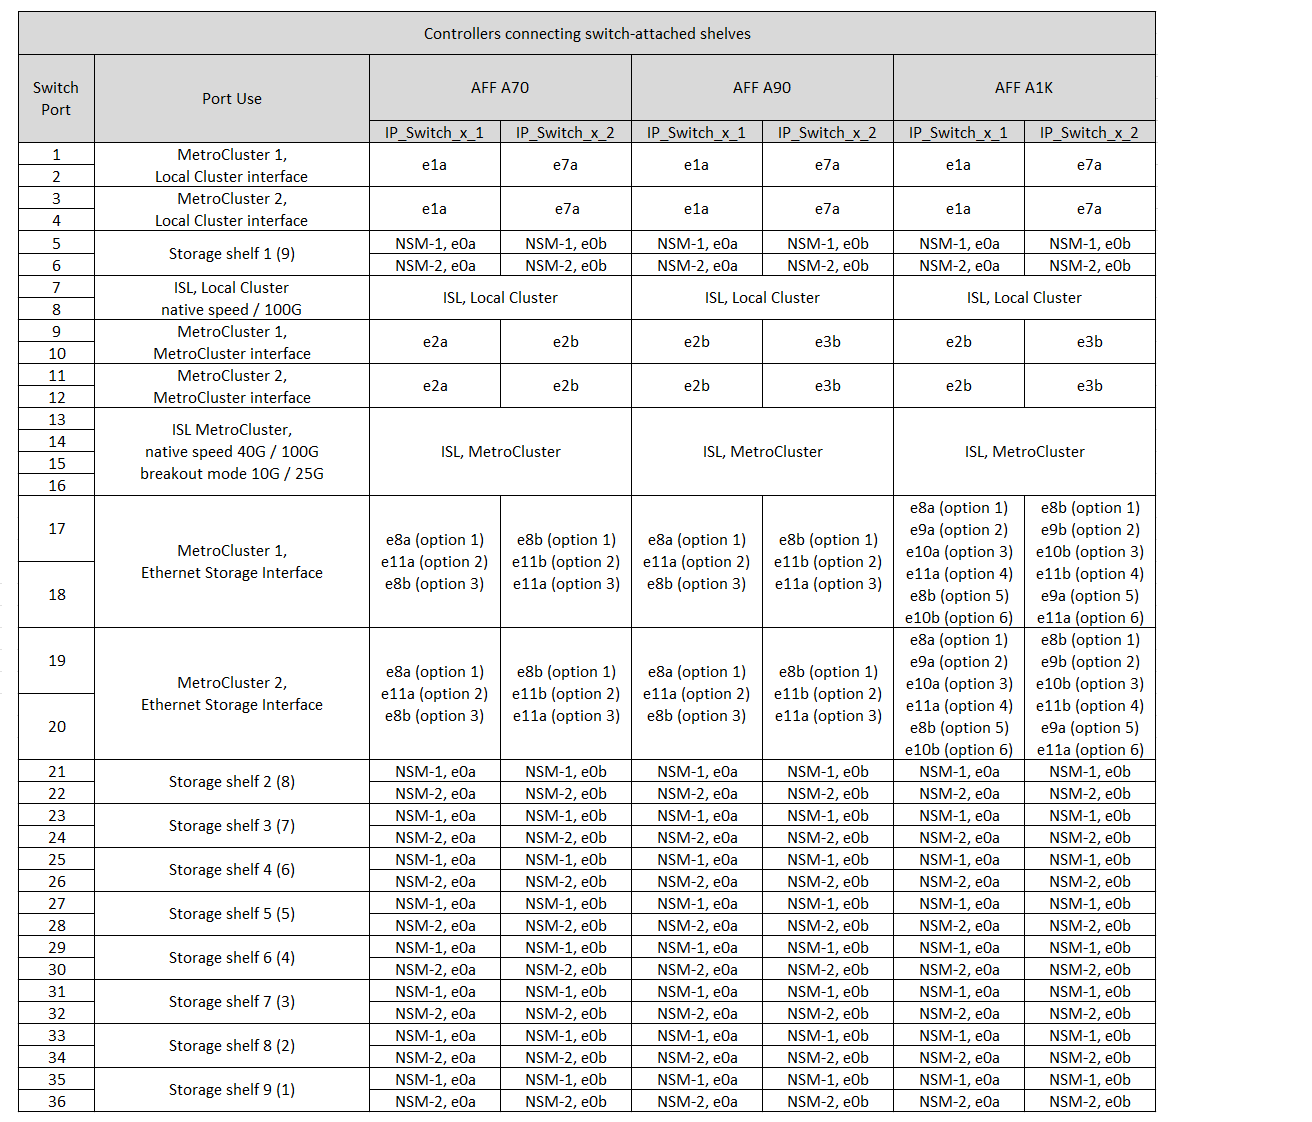 Controllers connecting switch-attached shelves
Switch
Port
Port Use
AFF A70
AFF A90
AFF A1K
IP_Switch_x_1
IP_Switch_x_2
IP_Switch_x_1
IP_Switch_x_2
IP_Switch_x_1
IP_Switch_x_2
1
2
MetroCluster 1,
Local Cluster interface
e1a
e7a
e1a
e7a
e1a
e7a
3
4
MetroCluster 2,
Local Cluster interface
e1a
e7a
e1a
e7a
e1a
e7a
5
6
Storage shelf 1 (9)
NSM-1, e0a
NSM-1, e0b
NSM-1, e0a
NSM-1, e0b
NSM-1, e0a
NSM-1, e0b
NSM-2, e0a
NSM-2, e0b
NSM-2, e0a
NSM-2, e0b
NSM-2, e0a
NSM-2, e0b
7
8
ISL, Local Cluster
native speed / 100G
ISL, Local Cluster
ISL, Local Cluster
ISL, Local Cluster
9
10
MetroCluster 1,
MetroCluster interface
e2a
e2b
e2b
e3b
e2b
e3b
11
12
MetroCluster 2,
MetroCluster interface
e2a
e2b
e2b
e3b
e2b
e3b
13
14
15
16
ISL MetroCluster,
native speed 40G / 100G
breakout mode 10G / 25G
ISL, MetroCluster
ISL, MetroCluster
ISL, MetroCluster
17
18
MetroCluster 1,
Ethernet Storage Interface
e8a (option 1)
e11a (option 2)
e8b (option 3)
e8b (option 1)
e11b (option 2)
e11a (option 3)
e8a (option 1)
e11a (option 2)
e8b (option 3)
e8b (option 1)
e11b (option 2)
e11a (option 3)
e8a (option 1)
e9a (option 2)
e10a (option 3)
e11a (option 4)
e8b (option 5)
e10b (option 6)
e8b (option 1)
e9b (option 2)
e10b (option 3)
e11b (option 4)
e9a (option 5)
e11a (option 6)
19
20
MetroCluster 2,
Ethernet Storage Interface
e8a (option 1)
e11a (option 2)
e8b (option 3)
e8b (option 1)
e11b (option 2)
e11a (option 3)
e8a (option 1)
e11a (option 2)
e8b (option 3)
e8b (option 1)
e11b (option 2)
e11a (option 3)
e8a (option 1)
e9a (option 2)
e10a (option 3)
e11a (option 4)
e8b (option 5)
e10b (option 6)
e8b (option 1)
e9b (option 2)
e10b (option 3)
e11b (option 4)
e9a (option 5)
e11a (option 6)
21
22
Storage shelf 2 (8)
NSM-1, e0a
NSM-1, e0b
NSM-1, e0a
NSM-1, e0b
NSM-1, e0a
NSM-1, e0b
NSM-2, e0a
NSM-2, e0b
NSM-2, e0a
NSM-2, e0b
NSM-2, e0a
NSM-2, e0b
23
24
Storage shelf 3 (7)
NSM-1, e0a
NSM-1, e0b
NSM-1, e0a
NSM-1, e0b
NSM-1, e0a
NSM-1, e0b
NSM-2, e0a
NSM-2, e0b
NSM-2, e0a
NSM-2, e0b
NSM-2, e0a
NSM-2, e0b
25
26
Storage shelf 4 (6)
NSM-1, e0a
NSM-1, e0b
NSM-1, e0a
NSM-1, e0b
NSM-1, e0a
NSM-1, e0b
NSM-2, e0a
NSM-2, e0b
NSM-2, e0a
NSM-2, e0b
NSM-2, e0a
NSM-2, e0b
27
28
Storage shelf 5 (5)
NSM-1, e0a
NSM-1, e0b
NSM-1, e0a
NSM-1, e0b
NSM-1, e0a
NSM-1, e0b
NSM-2, e0a
NSM-2, e0b
NSM-2, e0a
NSM-2, e0b
NSM-2, e0a
NSM-2, e0b
29
30
Storage shelf 6 (4)
NSM-1, e0a
NSM-1, e0b
NSM-1, e0a
NSM-1, e0b
NSM-1, e0a
NSM-1, e0b
NSM-2, e0a
NSM-2, e0b
NSM-2, e0a
NSM-2, e0b
NSM-2, e0a
NSM-2, e0b
31
32
Storage shelf 7 (3)
NSM-1, e0a
NSM-1, e0b
NSM-1, e0a
NSM-1, e0b
NSM-1, e0a
NSM-1, e0b
NSM-2, e0a
NSM-2, e0b
NSM-2, e0a
NSM-2, e0b
NSM-2, e0a
NSM-2, e0b
33
34
Storage shelf 8 (2)
NSM-1, e0a
NSM-1, e0b
NSM-1, e0a
NSM-1, e0b
NSM-1, e0a
NSM-1, e0b
NSM-2, e0a
NSM-2, e0b
NSM-2, e0a
NSM-2, e0b
NSM-2, e0a
NSM-2, e0b
35
36
Storage shelf 9 (1)
NSM-1, e0a
NSM-1, e0b
NSM-1, e0a
NSM-1, e0b
NSM-1, e0a
NSM-1, e0b
NSM-2, e0a
NSM-2, e0b
NSM-2, e0a
NSM-2, e0b
NSM-2, e0a
NSM-2, e0b